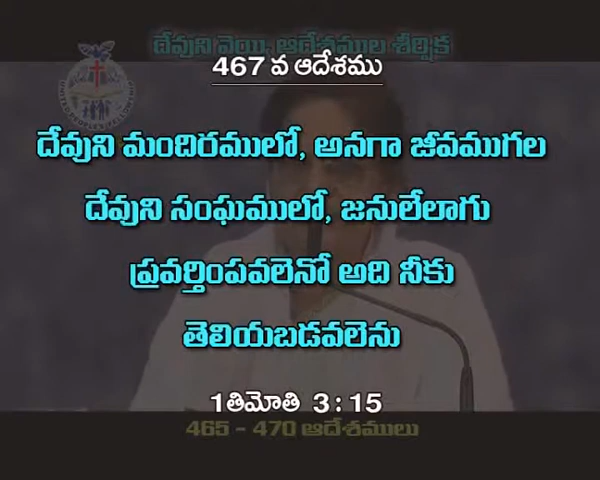 దేవుని వెయ్యి ఆదేశముల శీర్షిక
467 వ ఆదేశము
దేవుని మందిరములో, అనగా జీవముగల
దేవుని సంఘములో, జనులేలాగు
ప్రవర్తింపవలెనో అది నీకు
తెలియబడవలెను
1తిమోతి 3 : 15
465 - 470 ఆదేశములు